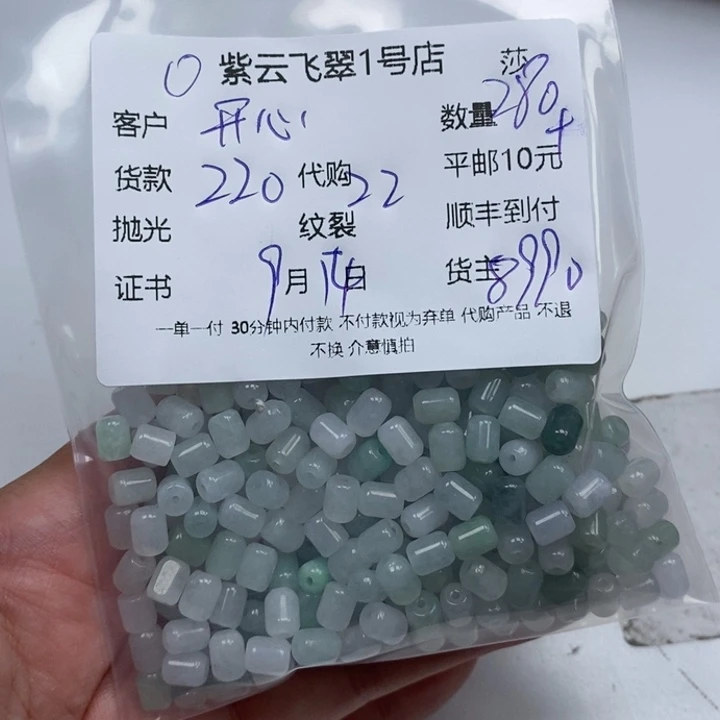 紫云飞翠1号店 莎
客户 开心 数量 280+
货款 220 代购 22 平邮10元
抛光 纹裂 顺丰到付
证书 9月14日 货主 8990
一单一付 30分钟内付款 不付款视为弃单 代购产品 不退
不换 介意慎拍